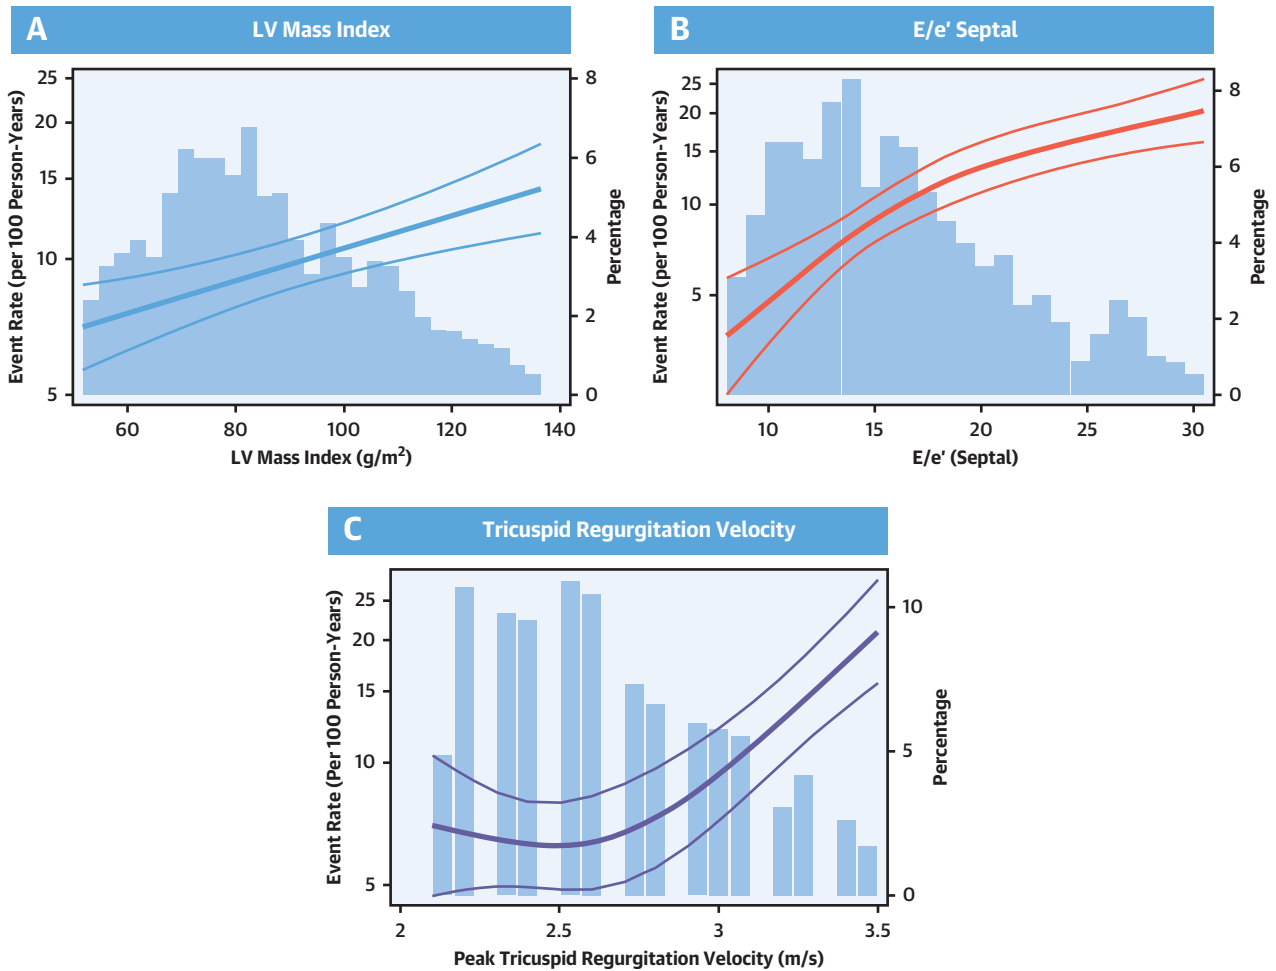 A LV Mass Index
Event Rate (per 100 Person-Years)
25
20
15
10
5
8
6
4
2
0
Percentage
60 80 100 120 140
LV Mass Index (g/m²)
B E/e′ Septal
Event Rate (per 100 Person-Years)
25
20
15
10
5
8
6
4
2
0
Percentage
10 15 20 25 30
E/e′ (Septal)
C Tricuspid Regurgitation Velocity
Event Rate (Per 100 Person-Years)
25
20
15
10
5
10
5
0
Percentage
2 2.5 3 3.5
Peak Tricuspid Regurgitation Velocity (m/s)